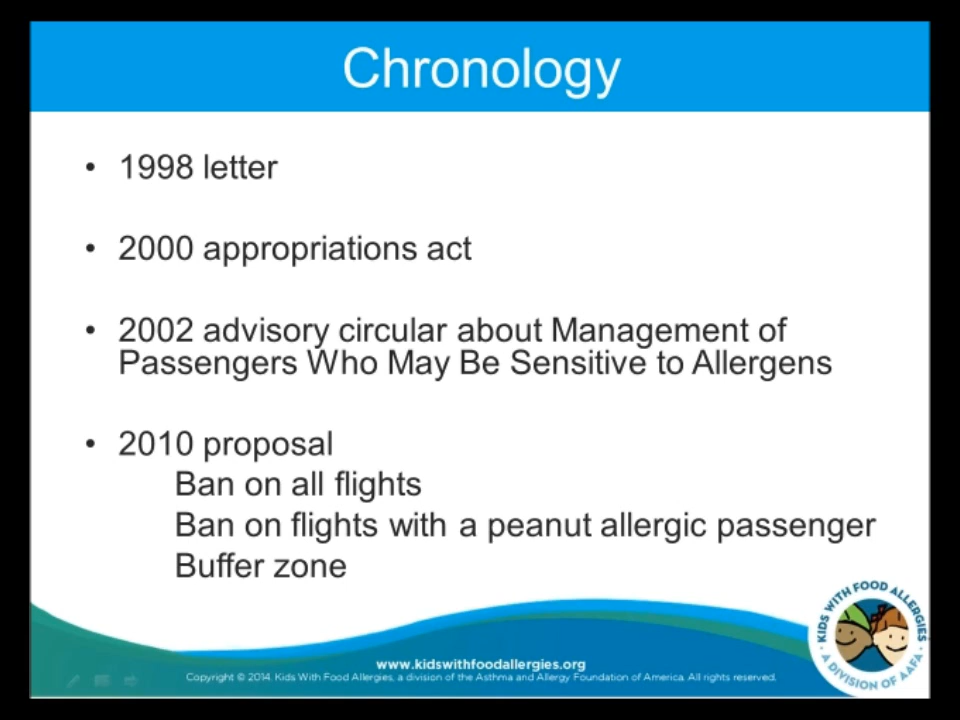 Chronology
• 1998 letter
• 2000 appropriations act
• 2002 advisory circular about Management of
Passengers Who May Be Sensitive to Allergens
• 2010 proposal
Ban on all flights
Ban on flights with a peanut allergic passenger
Buffer zone
KIDS WITH FOOD ALLERGIES
· A DIVISION OF AAFA ·
www.kidswithfoodallergies.org
Copyright © 2014, Kids With Food Allergies, a division of the Asthma and Allergy Foundation of America. All rights reserved.